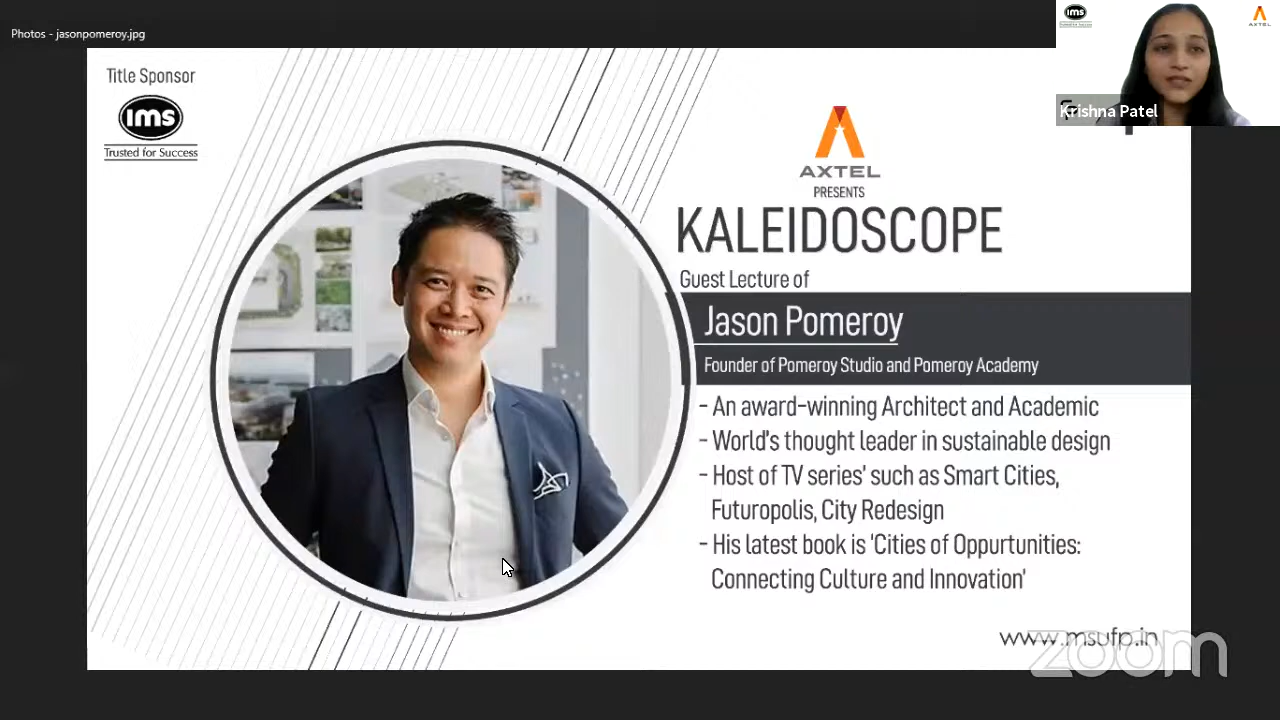 Photos - jasonpomeroy.jpg
ims
AXTEL
Krishna Patel
Title Sponsor
ims
Trusted for Success
AXTEL
PRESENTS
KALEIDOSCOPE
Guest Lecture of
Jason Pomeroy
Founder of Pomeroy Studio and Pomeroy Academy
- An award-winning Architect and Academic
- World's thought leader in sustainable design
- Host of TV series' such as Smart Cities,
Futuropolis, City Redesign
- His latest book is 'Cities of Oppurtunities:
Connecting Culture and Innovation'
www.msufp.in
zoom